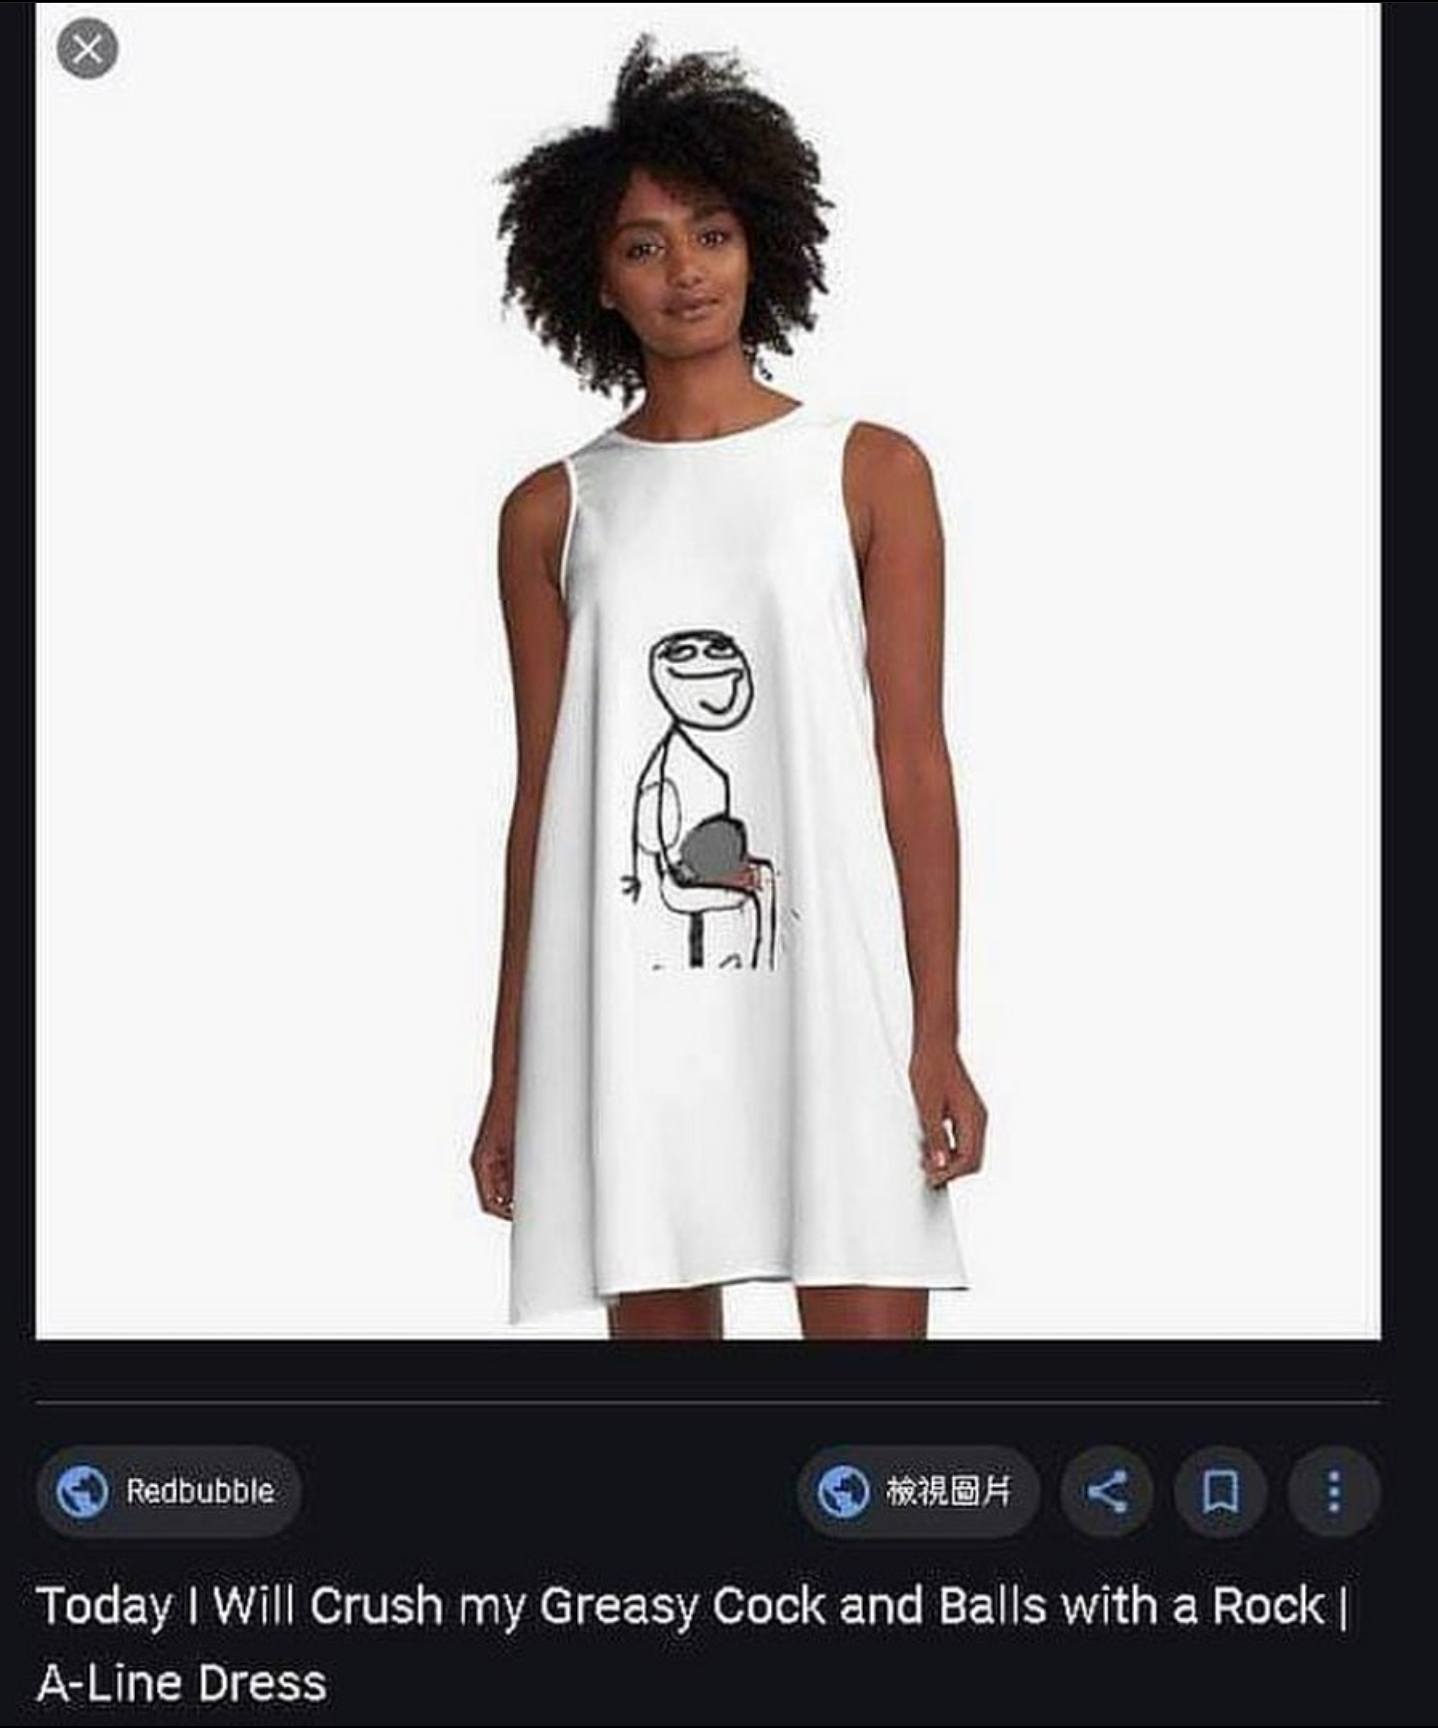 Redbubble
檢視圖片
Today I Will Crush my Greasy Cock and Balls with a Rock |
A-Line Dress